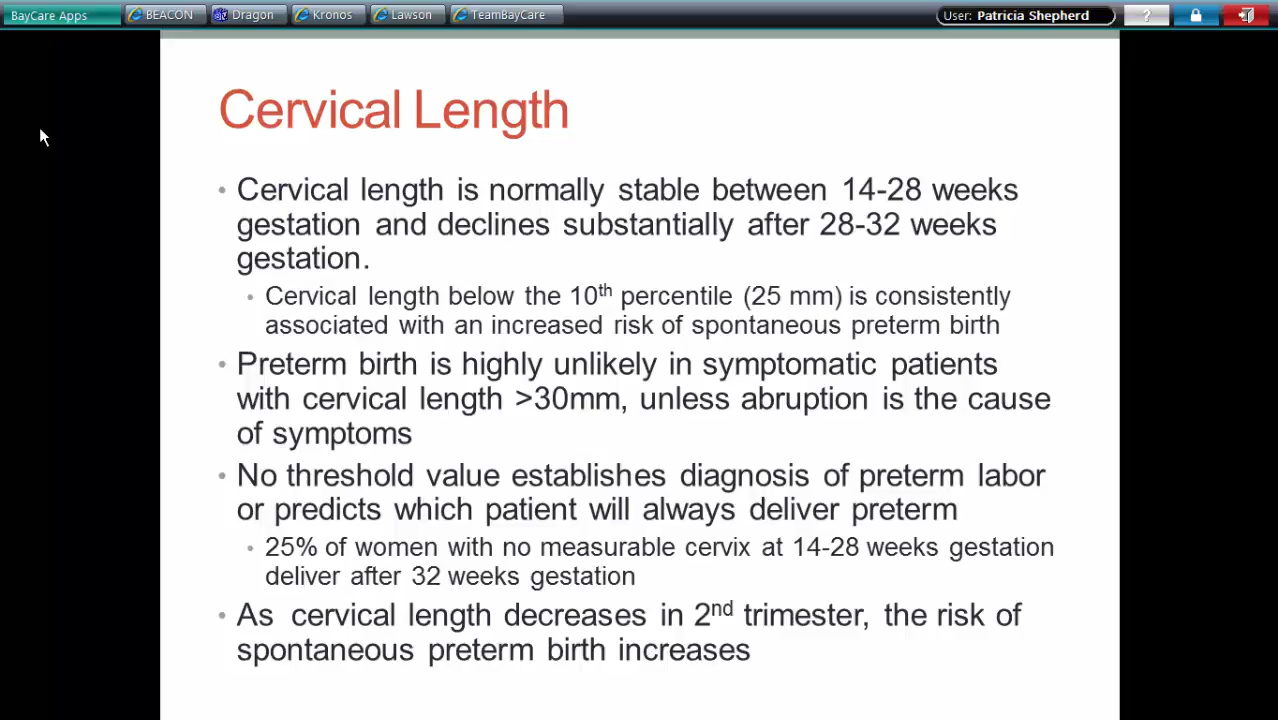 BayCare Apps BEACON Dragon Kronos Lawson TeamBayCare User: Patricia Shepherd ?
Cervical Length
• Cervical length is normally stable between 14-28 weeks
gestation and declines substantially after 28-32 weeks
gestation.
• Cervical length below the 10th percentile (25 mm) is consistently
associated with an increased risk of spontaneous preterm birth
• Preterm birth is highly unlikely in symptomatic patients
with cervical length >30mm, unless abruption is the cause
of symptoms
• No threshold value establishes diagnosis of preterm labor
or predicts which patient will always deliver preterm
• 25% of women with no measurable cervix at 14-28 weeks gestation
deliver after 32 weeks gestation
• As cervical length decreases in 2nd trimester, the risk of
spontaneous preterm birth increases